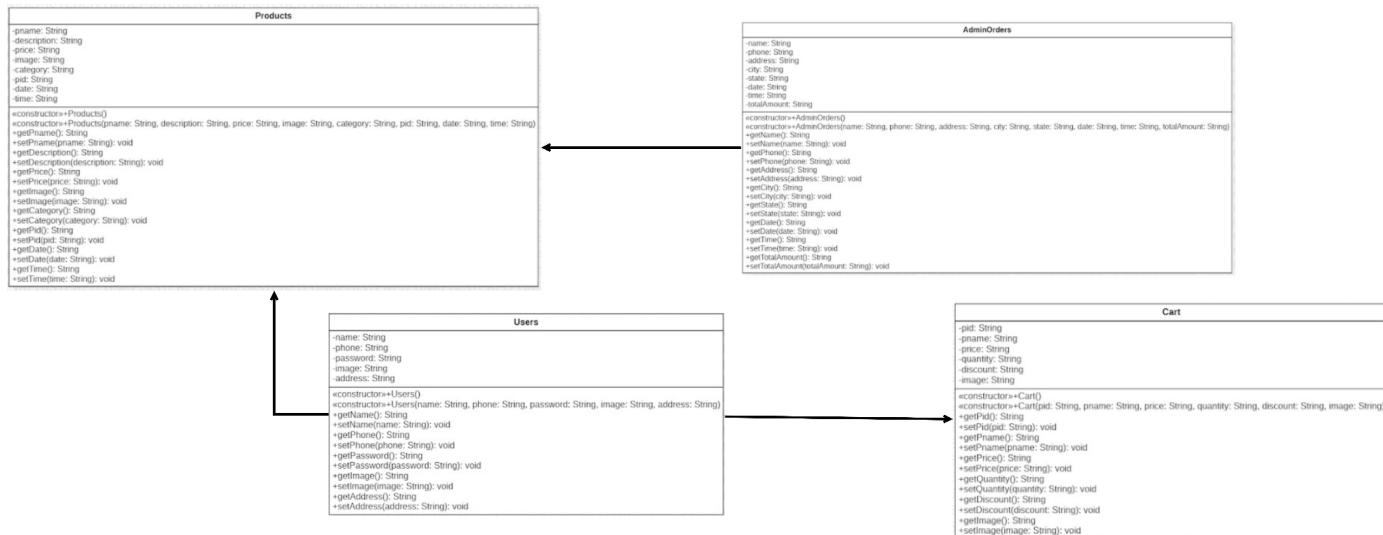 Products
-pname: String
-description: String
-price: String
-image: String
-category: String
-pid: String
-date: String
-time: String
«constructor»+Products()
«constructor»+Products(pname: String, description: String, price: String, image: String, category: String, pid: String, date: String, time: String)
+getPname(): String
+setPname(pname: String): void
+getDescription(): String
+setDescription(description: String): void
+getPrice(): String
+setPrice(price: String): void
+getImage(): String
+setImage(image: String): void
+getCategory(): String
+setCategory(category: String): void
+getPid(): String
+setPid(pid: String): void
+getDate(): String
+setDate(date: String): void
+getTime(): String
+setTime(time: String): void
AdminOrders
-name: String
-phone: String
-address: String
-city: String
-state: String
-date: String
-time: String
-totalAmount: String
«constructor»+AdminOrders()
«constructor»+AdminOrders(name: String, phone: String, address: String, city: String, state: String, date: String, time: String, totalAmount: String)
+getName(): String
+setName(name: String): void
+getPhone(): String
+setPhone(phone: String): void
+getAddress(): String
+setAddress(address: String): void
+getCity(): String
+setCity(city: String): void
+getState(): String
+setState(state: String): void
+getDate(): String
+setDate(date: String): void
+getTime(): String
+setTime(time: String): void
+getTotalAmount(): String
+setTotalAmount(totalAmount: String): void
Users
-name: String
-phone: String
-password: String
-image: String
-address: String
«constructor»+Users()
«constructor»+Users(name: String, phone: String, password: String, image: String, address: String)
+getName(): String
+setName(name: String): void
+getPhone(): String
+setPhone(phone: String): void
+getPassword(): String
+setPassword(password: String): void
+getImage(): String
+setImage(image: String): void
+getAddress(): String
+setAddress(address: String): void
Cart
-pid: String
-pname: String
-price: String
-quantity: String
-discount: String
-image: String
«constructor»+Cart()
«constructor»+Cart(pid: String, pname: String, price: String, quantity: String, discount: String, image: String)
+getPid(): String
+setPid(pid: String): void
+getPname(): String
+setPname(pname: String): void
+getPrice(): String
+setPrice(price: String): void
+getQuantity(): String
+setQuantity(quantity: String): void
+getDiscount(): String
+setDiscount(discount: String): void
+getImage(): String
+setImage(image: String): void